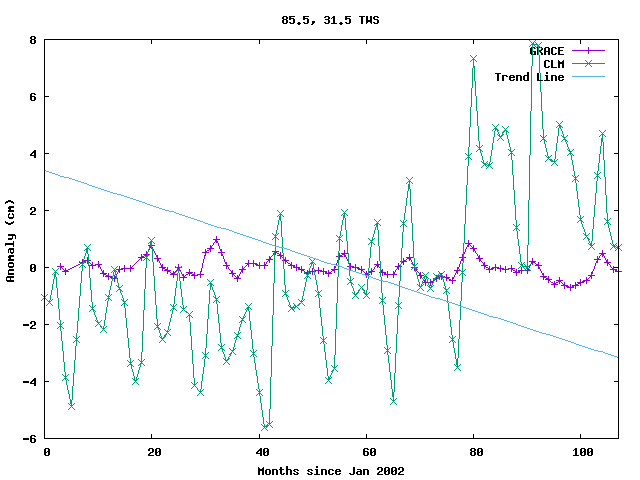 85.5, 31.5 TWS
GRACE
CLM
Trend Line
8
6
4
2
0
-2
-4
-6
Anomaly (cm)
0 20 40 60 80 100
Months since Jan 2002